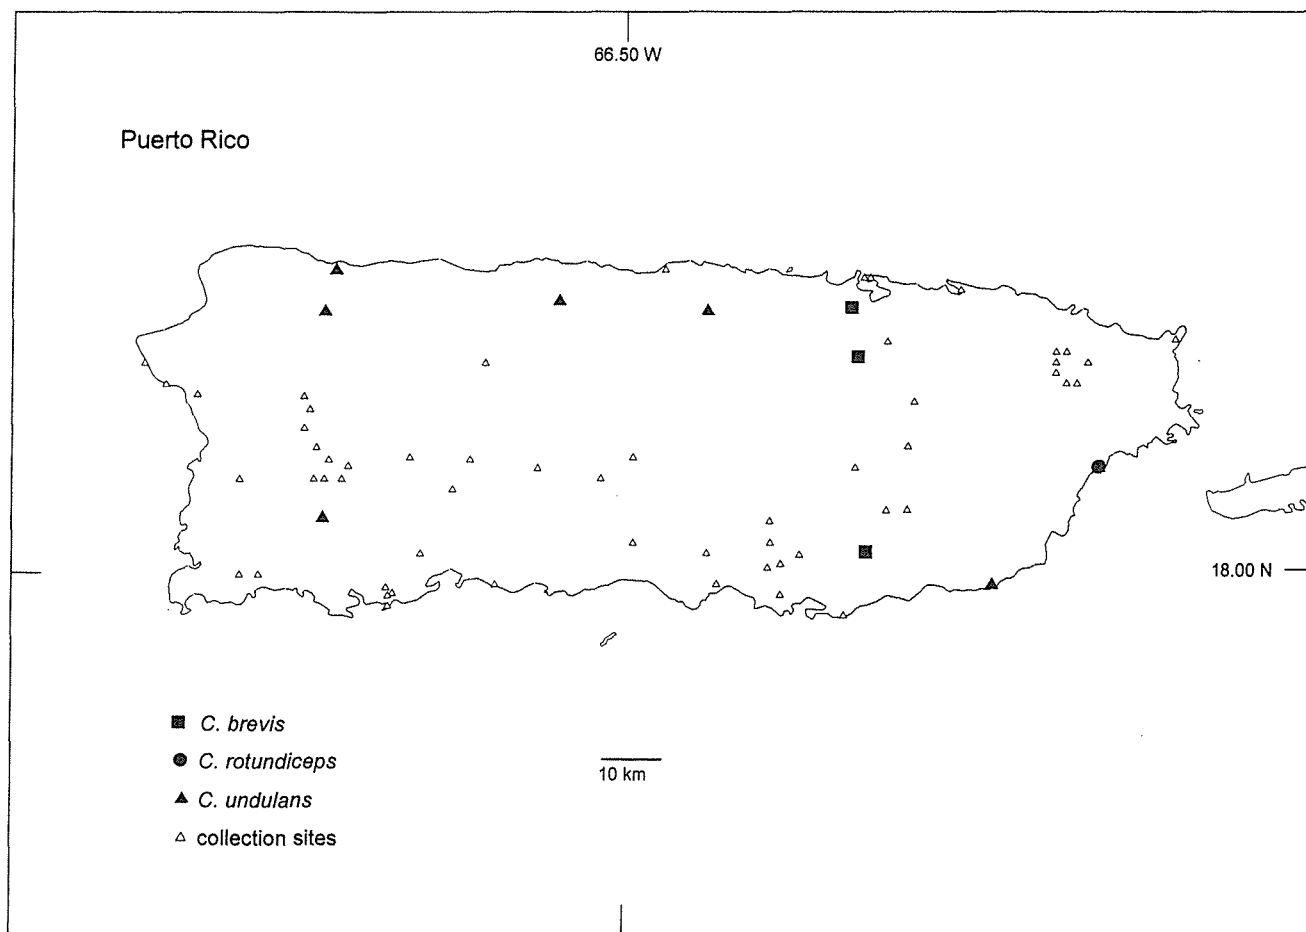 66.50 W
Puerto Rico
18.00 N
C. brevis
C. rotundiceps
10 km
C. undulans
collection sites